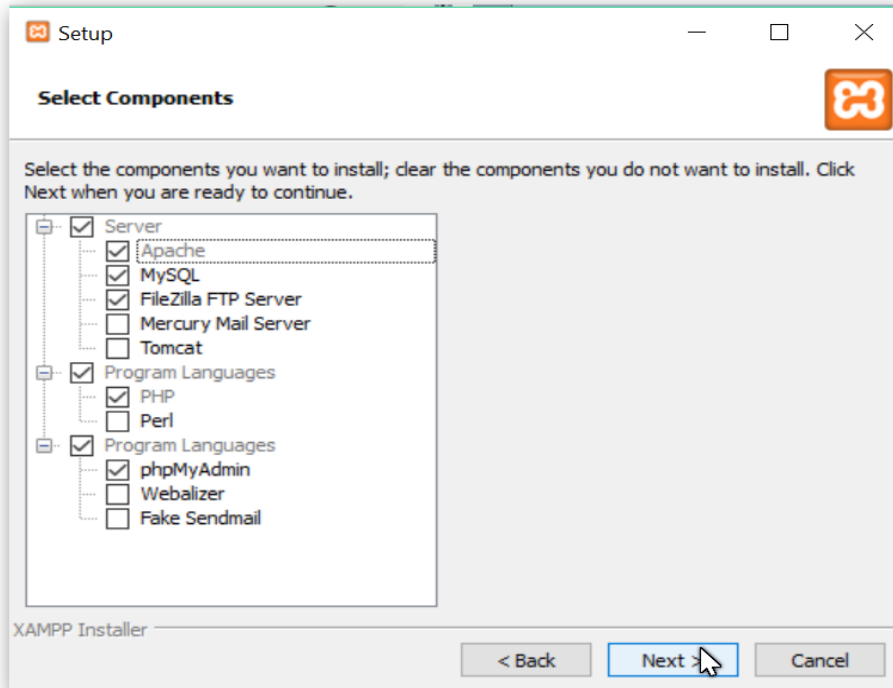 Setup
Select Components
Select the components you want to install; clear the components you do not want to install. Click
Next when you are ready to continue.
Server
Apache
MySQL
FileZilla FTP Server
Mercury Mail Server
Tomcat
Program Languages
PHP
Perl
Program Languages
phpMyAdmin
Webalizer
Fake Sendmail
XAMPP Installer
< Back
Next >
Cancel